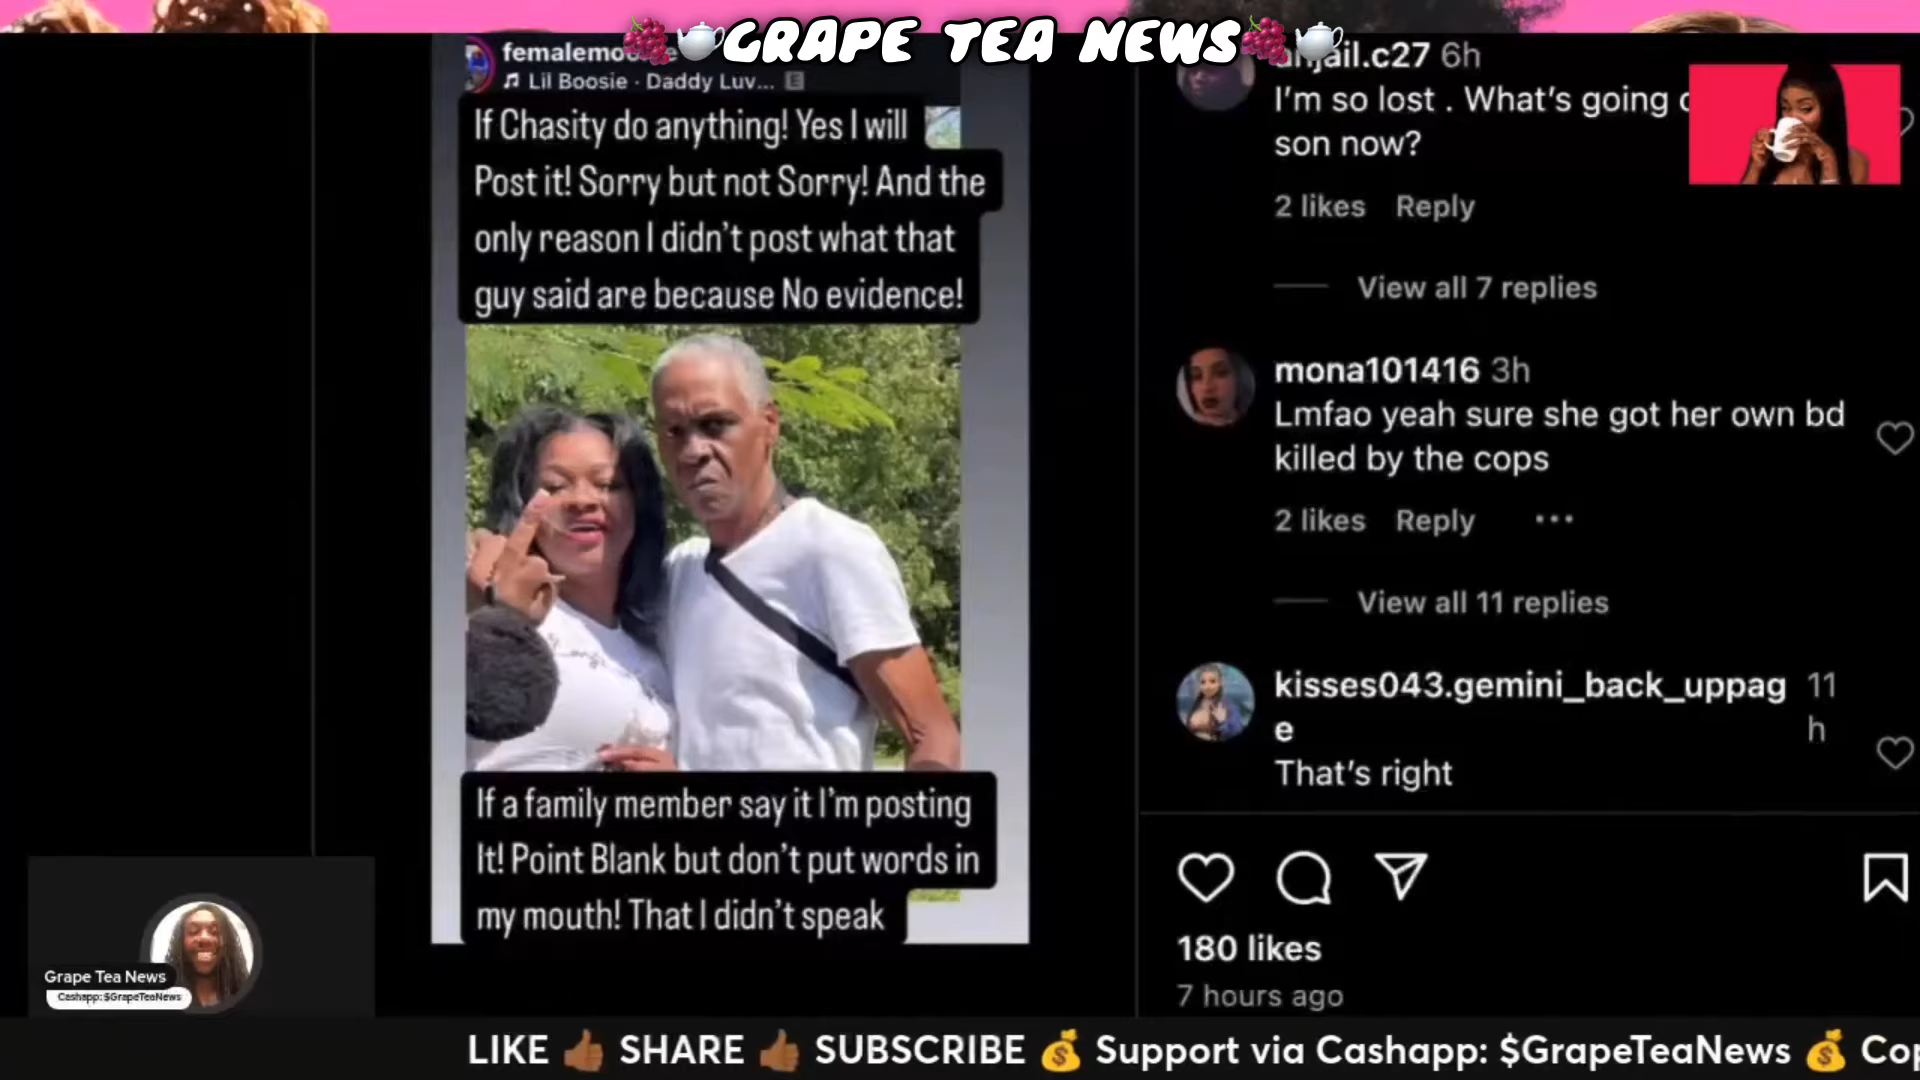 GRAPE TEA NEWS
Lil Boosie · Daddy Luv...
E
If Chasity do anything! Yes I will
Post it! Sorry but not Sorry! And the
only reason I didn't post what that
guy said are because No evidence!
If a family member say it I'm posting
It! Point Blank but don't put words in
my mouth! That I didn't speak
6h
I'm so lost . What's going
son now?
2 likes Reply
View all 7 replies
mona101416 3h
Lmfao yeah sure she got her own bd
killed by the cops
2 likes Reply ...
View all 11 replies
kisses043.gemini_back_uppag 11
e h
That's right
180 likes
7 hours ago
Grape Tea News
Cashapp: $GrapeTeaNews
LIKE 👍🏾 SHARE 👍🏾 SUBSCRIBE 💰 Support via Cashapp: $GrapeTeaNews 💰